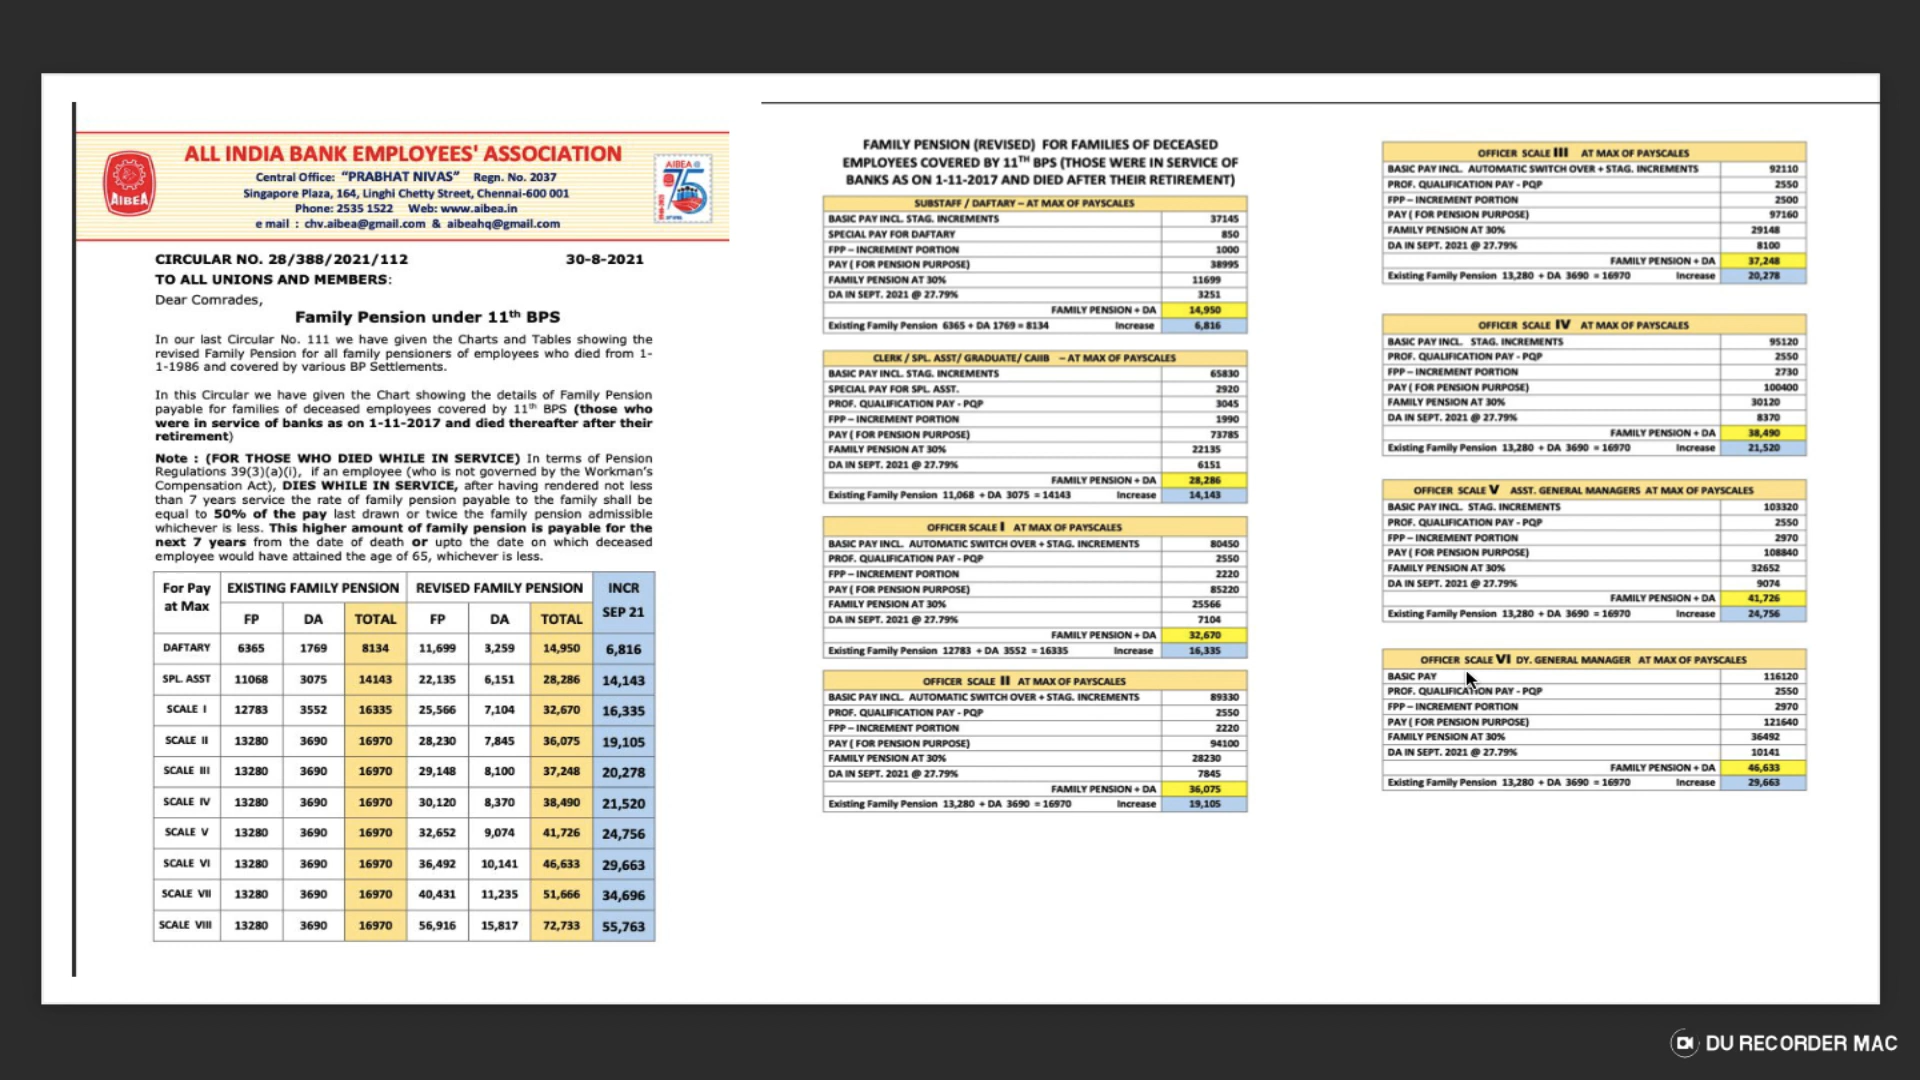 ALL INDIA BANK EMPLOYEES' ASSOCIATION
Central Office: "PRABHAT NIVAS" Regn. No. 2037
Singapore Plaza, 164, Linghi Chetty Street, Chennai-600 001
Phone: 2535 1522 Web: www.aibea.in
e mail : chv.aibea@gmail.com & aibeahq@gmail.com
AIBEA
AIBEA@
75
CIRCULAR NO. 28/388/2021/112 30-8-2021
TO ALL UNIONS AND MEMBERS:
Dear Comrades,
Family Pension under 11th BPS
In our last Circular No. 111 we have given the Charts and Tables showing the
revised Family Pension for all family pensioners of employees who died from 1-
1-1986 and covered by various BP Settlements.
In this Circular we have given the Chart showing the details of Family Pension
payable for families of deceased employees covered by 11th BPS (those who
were in service of banks as on 1-11-2017 and died thereafter after their
retirement)
Note : (FOR THOSE WHO DIED WHILE IN SERVICE) In terms of Pension
Regulations 39(3)(a)(i), if an employee (who is not governed by the Workman's
Compensation Act), DIES WHILE IN SERVICE, after having rendered not less
than 7 years service the rate of family pension payable to the family shall be
equal to 50% of the pay last drawn or twice the family pension admissible
whichever is less. This higher amount of family pension is payable for the
next 7 years from the date of death or upto the date on which deceased
employee would have attained the age of 65, whichever is less.
For Pay at Max EXISTING FAMILY PENSION REVISED FAMILY PENSION INCR SEP 21
FP DA TOTAL FP DA TOTAL
DAFTARY 6365 1769 8134 11,699 3,259 14,950 6,816
SPL. ASST 11068 3075 14143 22,135 6,151 28,286 14,143
SCALE I 12783 3552 16335 25,566 7,104 32,670 16,335
SCALE II 13280 3690 16970 28,230 7,845 36,075 19,105
SCALE III 13280 3690 16970 29,148 8,100 37,248 20,278
SCALE IV 13280 3690 16970 30,120 8,370 38,490 21,520
SCALE V 13280 3690 16970 32,652 9,074 41,726 24,756
SCALE VI 13280 3690 16970 36,492 10,141 46,633 29,663
SCALE VII 13280 3690 16970 40,431 11,235 51,666 34,696
SCALE VIII 13280 3690 16970 56,916 15,817 72,733 55,763
FAMILY PENSION (REVISED) FOR FAMILIES OF DECEASED
EMPLOYEES COVERED BY 11TH BPS (THOSE WERE IN SERVICE OF
BANKS AS ON 1-11-2017 AND DIED AFTER THEIR RETIREMENT)
SUBSTAFF / DAFTARY – AT MAX OF PAYSCALES
BASIC PAY INCL. STAG. INCREMENTS 37145
SPECIAL PAY FOR DAFTARY 850
FPP – INCREMENT PORTION 1000
PAY ( FOR PENSION PURPOSE) 38995
FAMILY PENSION AT 30% 11699
DA IN SEPT. 2021 @ 27.79% 3251
FAMILY PENSION + DA 14,950
Existing Family Pension 6365 + DA 1769 = 8134 Increase 6,816
CLERK / SPL. ASST/ GRADUATE/ CAIIB – AT MAX OF PAYSCALES
BASIC PAY INCL. STAG. INCREMENTS 65830
SPECIAL PAY FOR SPL. ASST. 2920
PROF. QUALIFICATION PAY - PQP 3045
FPP – INCREMENT PORTION 1990
PAY ( FOR PENSION PURPOSE) 73785
FAMILY PENSION AT 30% 22135
DA IN SEPT. 2021 @ 27.79% 6151
FAMILY PENSION + DA 28,286
Existing Family Pension 11,068 + DA 3075 = 14143 Increase 14,143
OFFICER SCALE I AT MAX OF PAYSCALES
BASIC PAY INCL. AUTOMATIC SWITCH OVER + STAG. INCREMENTS 80450
PROF. QUALIFICATION PAY - PQP 2550
FPP – INCREMENT PORTION 2220
PAY ( FOR PENSION PURPOSE) 85220
FAMILY PENSION AT 30% 25566
DA IN SEPT. 2021 @ 27.79% 7104
FAMILY PENSION + DA 32,670
Existing Family Pension 12783 + DA 3552 = 16335 Increase 16,335
OFFICER SCALE II AT MAX OF PAYSCALES
BASIC PAY INCL. AUTOMATIC SWITCH OVER + STAG. INCREMENTS 89330
PROF. QUALIFICATION PAY - PQP 2550
FPP – INCREMENT PORTION 2220
PAY ( FOR PENSION PURPOSE) 94100
FAMILY PENSION AT 30% 28230
DA IN SEPT. 2021 @ 27.79% 7845
FAMILY PENSION + DA 36,075
Existing Family Pension 13,280 + DA 3690 = 16970 Increase 19,105
OFFICER SCALE III AT MAX OF PAYSCALES
BASIC PAY INCL. AUTOMATIC SWITCH OVER + STAG. INCREMENTS 92110
PROF. QUALIFICATION PAY - PQP 2550
FPP – INCREMENT PORTION 2500
PAY ( FOR PENSION PURPOSE) 97160
FAMILY PENSION AT 30% 29148
DA IN SEPT. 2021 @ 27.79% 8100
FAMILY PENSION + DA 37,248
Existing Family Pension 13,280 + DA 3690 = 16970 Increase 20,278
OFFICER SCALE IV AT MAX OF PAYSCALES
BASIC PAY INCL. STAG. INCREMENTS 95120
PROF. QUALIFICATION PAY - PQP 2550
FPP – INCREMENT PORTION 2730
PAY ( FOR PENSION PURPOSE) 100400
FAMILY PENSION AT 30% 30120
DA IN SEPT. 2021 @ 27.79% 8370
FAMILY PENSION + DA 38,490
Existing Family Pension 13,280 + DA 3690 = 16970 Increase 21,520
OFFICER SCALE V ASST. GENERAL MANAGERS AT MAX OF PAYSCALES
BASIC PAY INCL. STAG. INCREMENTS 103320
PROF. QUALIFICATION PAY - PQP 2550
FPP – INCREMENT PORTION 2970
PAY ( FOR PENSION PURPOSE) 108840
FAMILY PENSION AT 30% 32652
DA IN SEPT. 2021 @ 27.79% 9074
FAMILY PENSION + DA 41,726
Existing Family Pension 13,280 + DA 3690 = 16970 Increase 24,756
OFFICER SCALE VI DY. GENERAL MANAGER AT MAX OF PAYSCALES
BASIC PAY 116120
PROF. QUALIFICATION PAY - PQP 2550
FPP – INCREMENT PORTION 2970
PAY ( FOR PENSION PURPOSE) 121640
FAMILY PENSION AT 30% 36492
DA IN SEPT. 2021 @ 27.79% 10141
FAMILY PENSION + DA 46,633
Existing Family Pension 13,280 + DA 3690 = 16970 Increase 29,663
DU RECORDER MAC